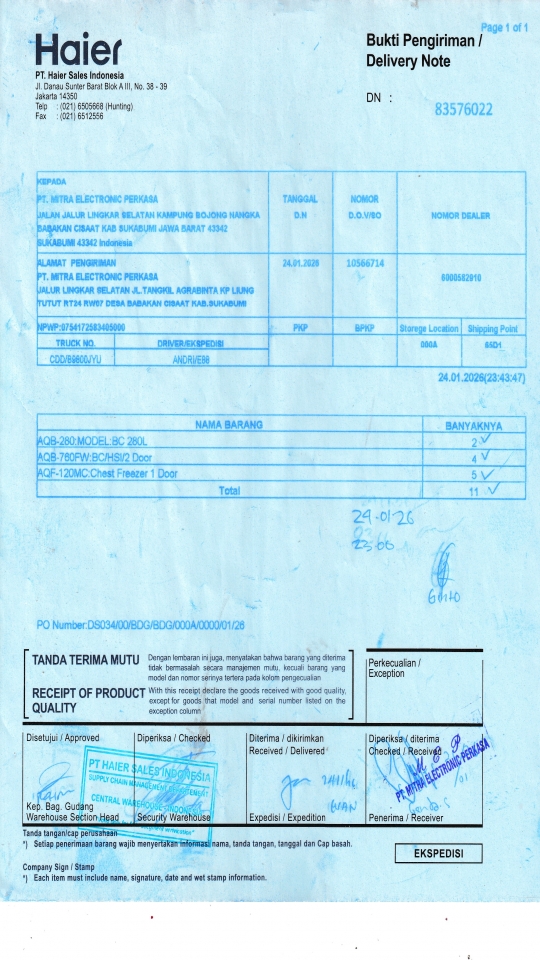 Page 1 of 1
Haier
Bukti Pengiriman /
Delivery Note
PT. Haier Sales Indonesia
Jl. Danau Sunter Barat Blok A III, No. 38 - 39
Jakarta 14350
Telp : (021) 6505668 (Hunting)
Fax : (021) 6512556
DN : 83576022
KEPADA
PT. MITRA ELECTRONIC PERKASA
JALAN JALUR LINGKAR SELATAN KAMPUNG BOJONG NANGKA
BABAKAN CISAAT KAB SUKABUMI JAWA BARAT 43342
SUKABUMI 43342 Indonesia
TANGGAL
D.N
NOMOR
D.O.V/SO
NOMOR DEALER
ALAMAT PENGIRIMAN
PT. MITRA ELECTRONIC PERKASA
JALUR LINGKAR SELATAN JL.TANGKIL AGRABINTA KP LIUNG
TUTUT RT24 RW07 DESA BABAKAN CISAAT KAB.SUKABUMI
24.01.2026
10566714
6000582910
NPWP:0754172583405000
PKP
BPKP
Storege Location
Shipping Point
TRUCK NO.
DRIVER/EKSPEDISI
000A
65D1
CDD/B9800JYU
ANDRI/E86
24.01.2026(23:43:47)
NAMA BARANG BANYAKNYA
AQB-280:MODEL:BC 280L 2
AQB-760FW:BC/HSI/2 Door 4
AQF-120MC:Chest Freezer 1 Door 5
Total 11
29-01-26
PO Number:DS034/00/BDG/BDG/000A/0000/01/26
TANDA TERIMA MUTU
Dengan lembaran ini juga, menyatakan bahwa barang yang diterima
tidak bermasalah secara manajemen mutu, kecuali barang yang
model dan nomor serinya tertera pada kolom pengecualian
RECEIPT OF PRODUCT
QUALITY
With this receipt declare the goods received with good quality,
except for goods that model and serial number listed on the
exception column
Perkecualian /
Exception
Disetujui / Approved
Diperiksa / Checked
Diterima / dikirimkan
Received / Delivered
Diperiksa / diterima
Checked / Received
PT HAIER SALES INDONESIA
SUPPLY CHAIN MANAGEMENT DEPARTEMENT
CENTRAL WAREHOUSE INDONESIA
M E P
PT. MITRA ELECTRONIC PERKASA
Kep. Bag. Gudang
Warehouse Section Head
Security Warehouse
Expedisi / Expedition
Penerima / Receiver
Tanda tangan/cap perusahaan
*) Setiap penerimaan barang wajib menyertakan informasi nama, tanda tangan, tanggal dan Cap basah.
EKSPEDISI
Company Sign / Stamp
*) Each item must include name, signature, date and wet stamp information.